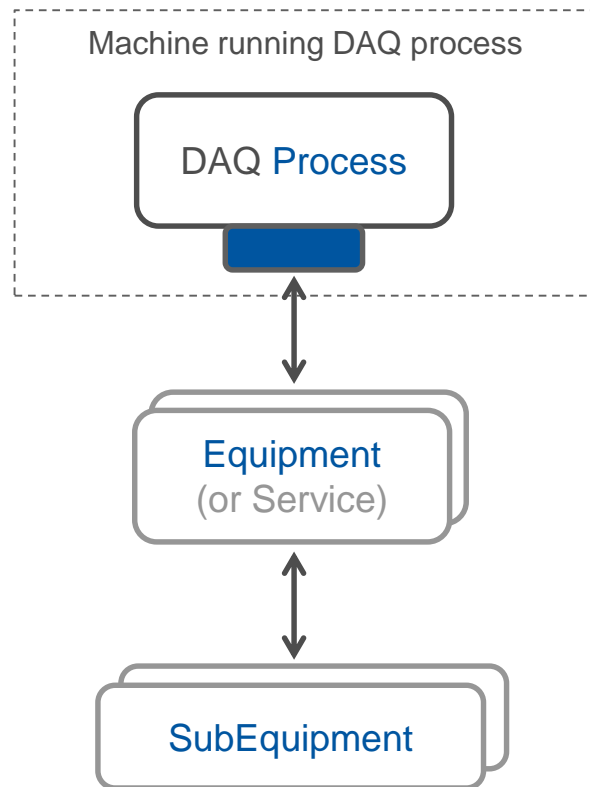 Machine running DAQ process
DAQ Process
Equipment
(or Service)
SubEquipment